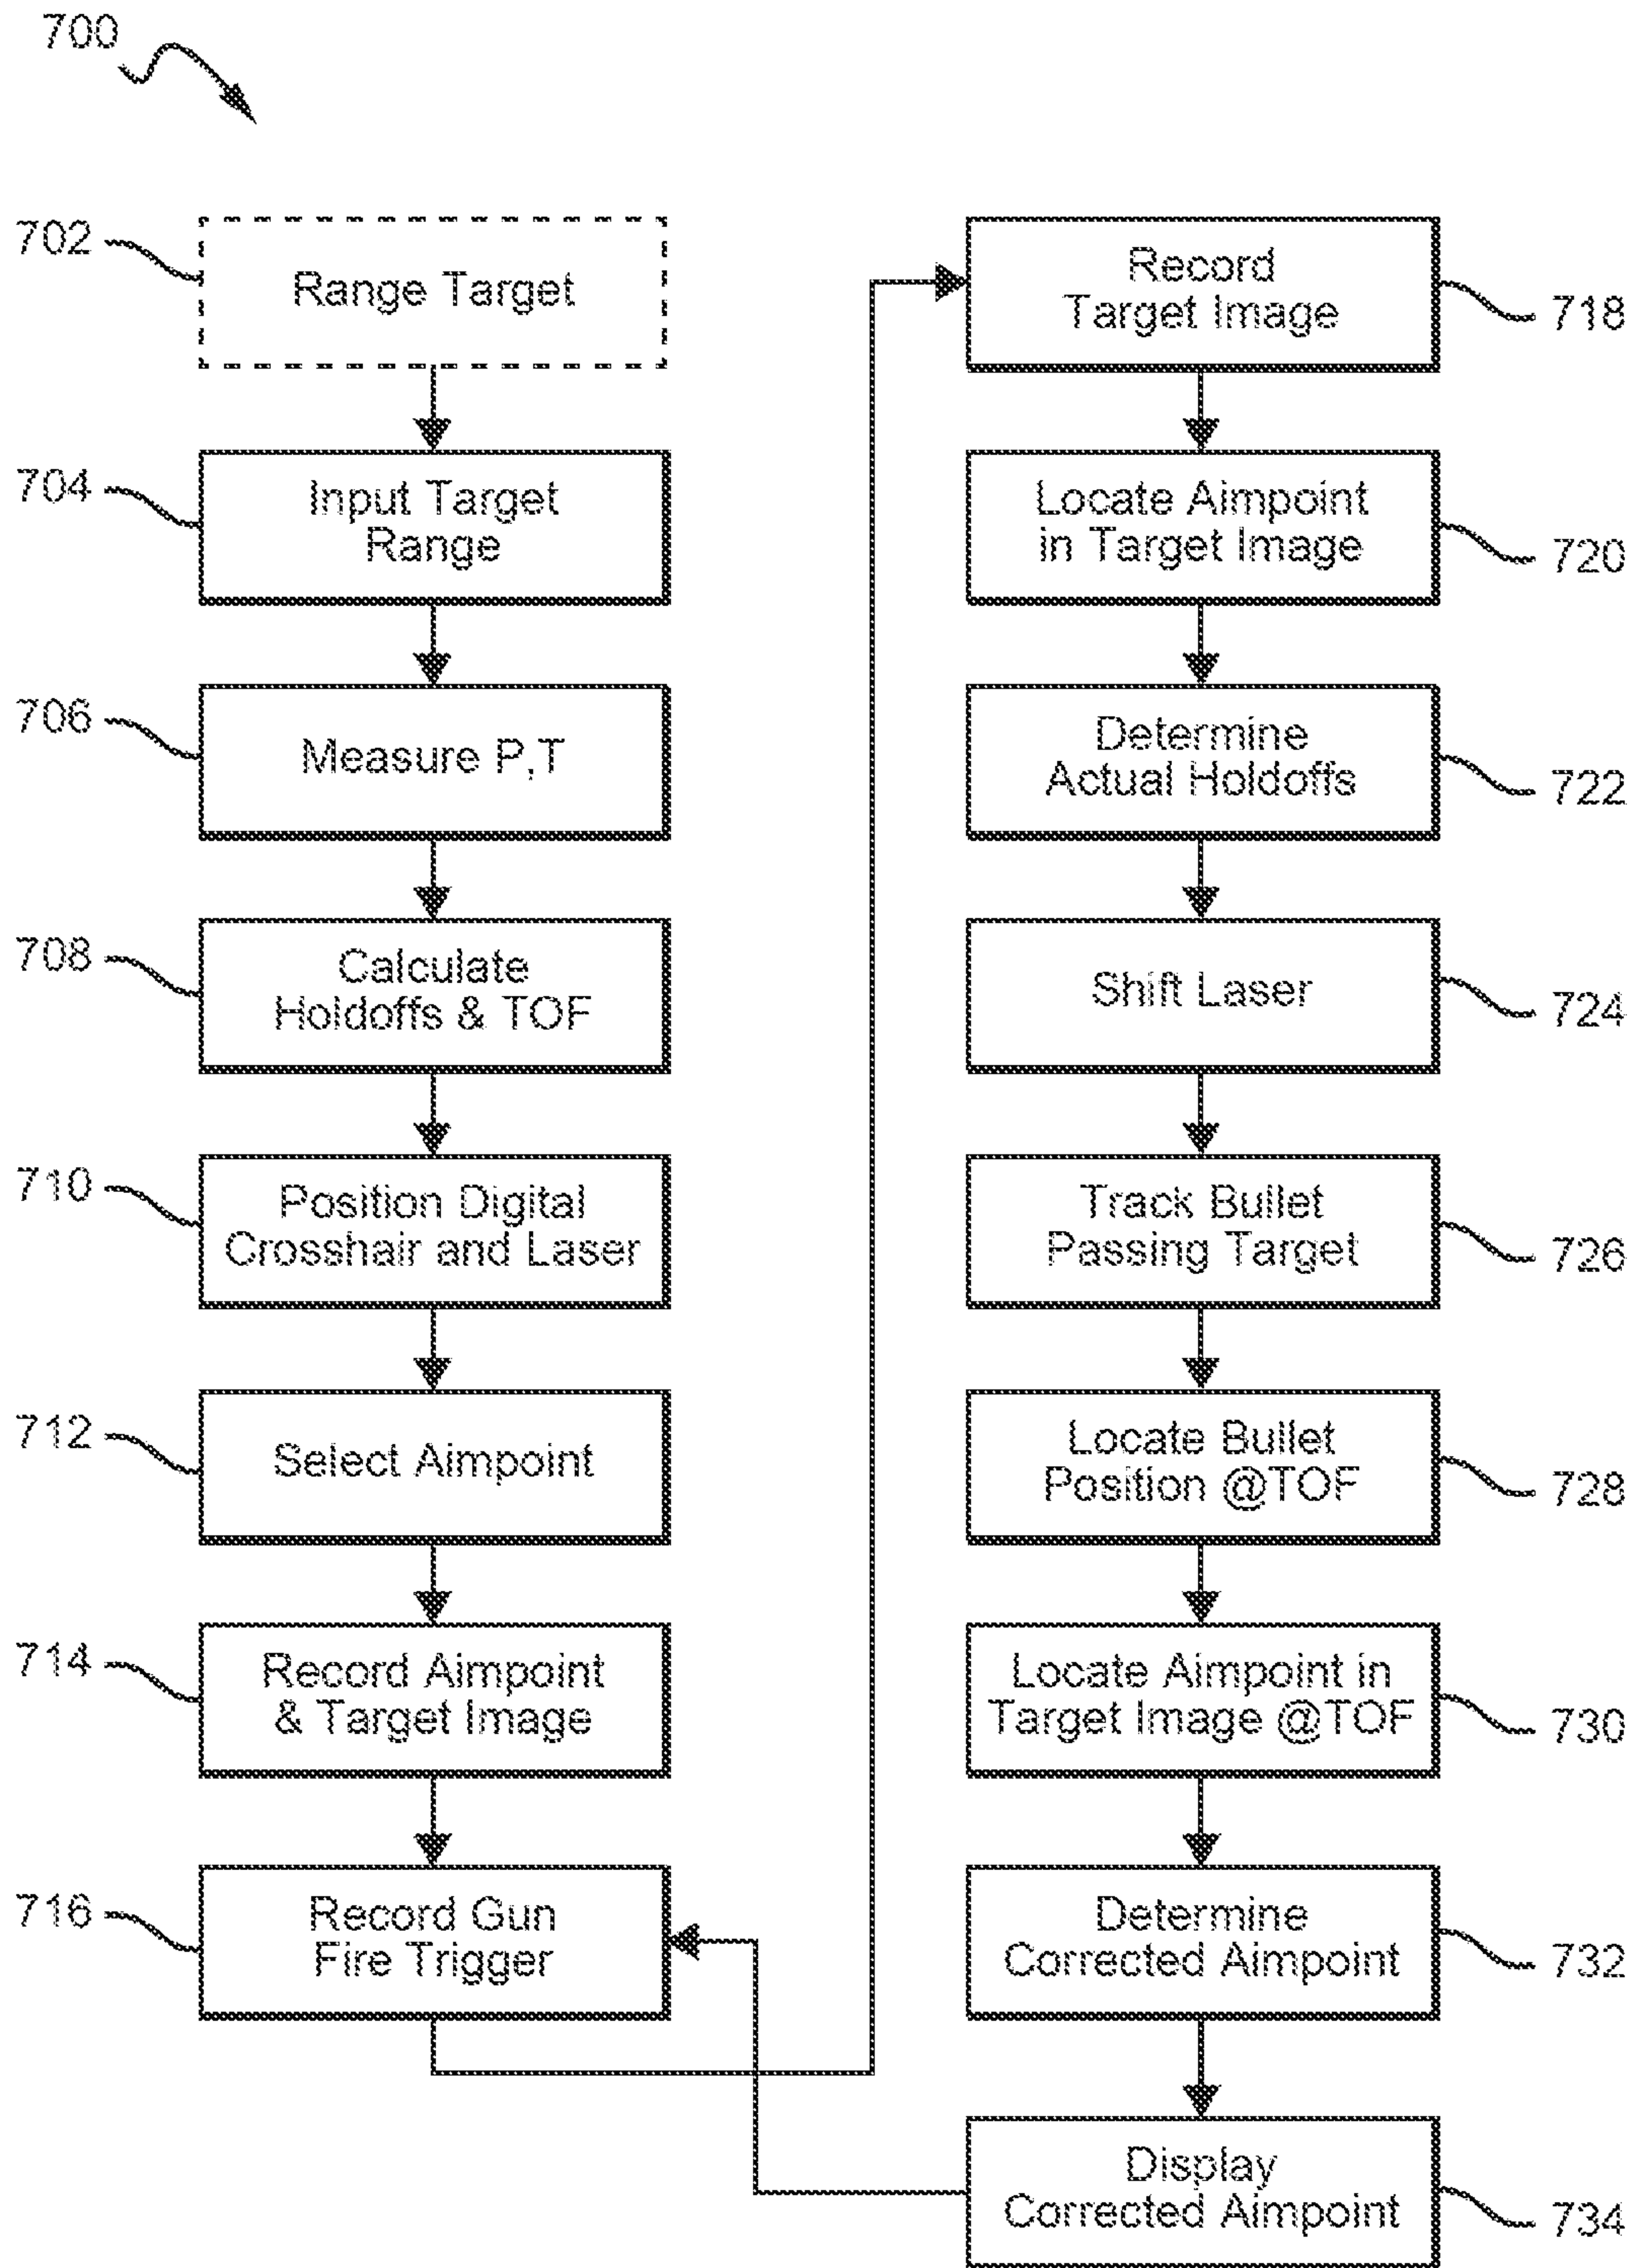 700
702
Range Target
704
Input Target
Range
706
Measure P,T
708
Calculate
Holdoffs & TOF
710
Position Digital
Crosshair and Laser
712
Select Aimpoint
714
Record Aimpoint
& Target Image
716
Record Gun
Fire Trigger
Record
Target Image
718
Locate Aimpoint
in Target Image
720
Determine
Actual Holdoffs
722
Shift Laser
724
Track Bullet
Passing Target
726
Locate Bullet
Position @TOF
728
Locate Aimpoint in
Target Image @TOF
730
Determine
Corrected Aimpoint
732
Display
Corrected Aimpoint
734